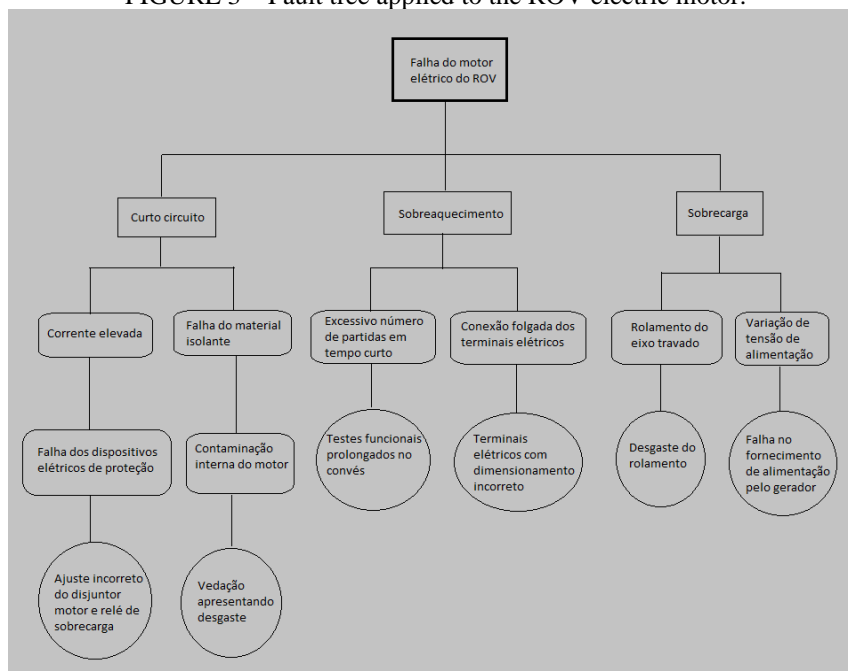 FIGURE 3 – Fault tree applied to the ROV electric motor.
Falha do motor
elétrico do ROV
Curto circuito
Sobreaquecimento
Sobrecarga
Corrente elevada
Falha do material
isolante
Excessivo número
de partidas em
tempo curto
Conexão folgada dos
terminais elétricos
Rolamento do
eixo travado
Variação de
tensão de
alimentação
Falha dos dispositivos
elétricos de proteção
Contaminação
interna do motor
Testes funcionais
prolongados no
convés
Terminais
elétricos com
dimensionamento
incorreto
Desgaste do
rolamento
Falha no
fornecimento
de alimentação
pelo gerador
Ajuste incorreto
do disjuntor
motor e relé de
sobrecarga
Vedação
apresentando
desgaste